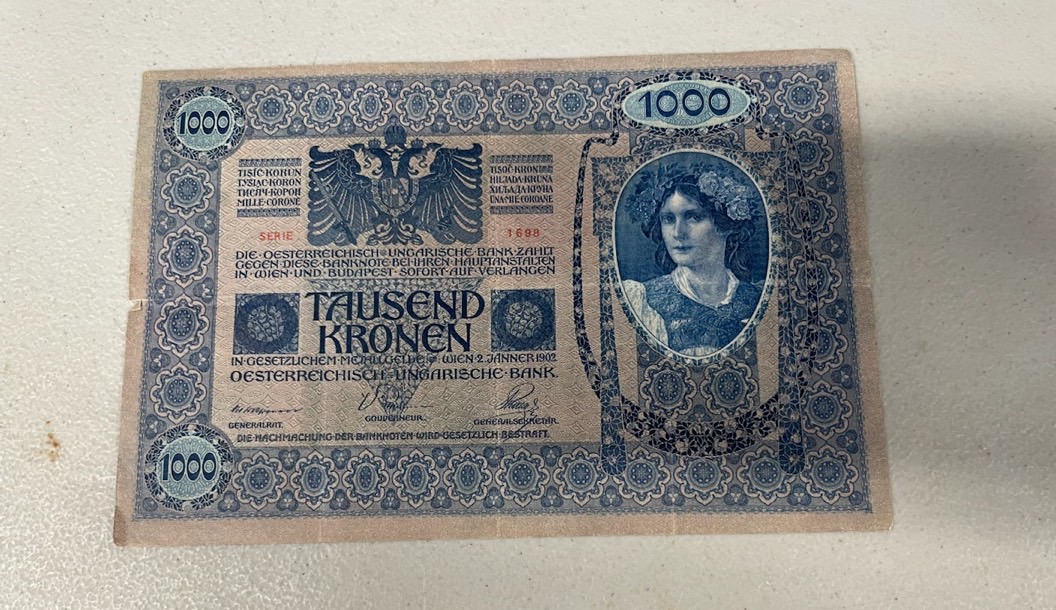 1000
1000
TISÍC·KORUN
TYSIĄC·KORON
ТИСЯЧ·КОРОН
MILLE·CORONE
TISOČ·KRON
HILJADA·KRUNA
ХИЉАДА·КРУНА
UNA·MIE·COROANE
SERIE 1698
DIE·OESTERREICHISCH·UNGARISCHE·BANK·ZAHLT
GEGEN·DIESE·BANKNOTE·BEI·IHREN·HAUPTANSTALTEN
IN·WIEN·UND·BUDAPEST·SOFORT·AUF·VERLANGEN
TAUSEND
KRONEN
IN·GESETZLICHEM·METALLGELDE·WIEN·2.JÄNNER 1902
OESTERREICHISCH·UNGARISCHE·BANK.
GENERALRAT.
GOUVERNEUR.
GENERALSEKRETÄR.
DIE·NACHMACHUNG·DER·BANKNOTEN·WIRD·GESETZLICH·BESTRAFT.
1000